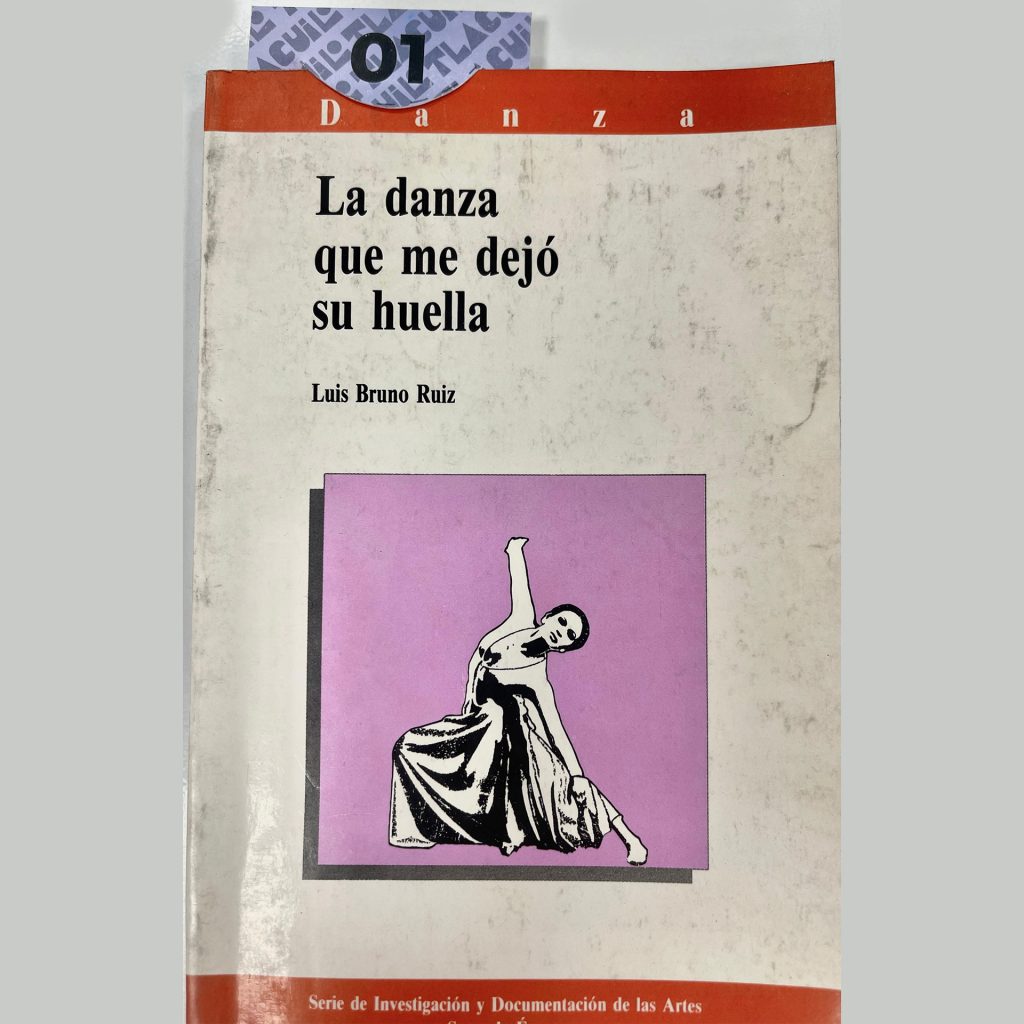 TLACUILO
01
Danza
La danza
que me dejó
su huella
Luis Bruno Ruiz
Serie de Investigación y Documentación de las Artes